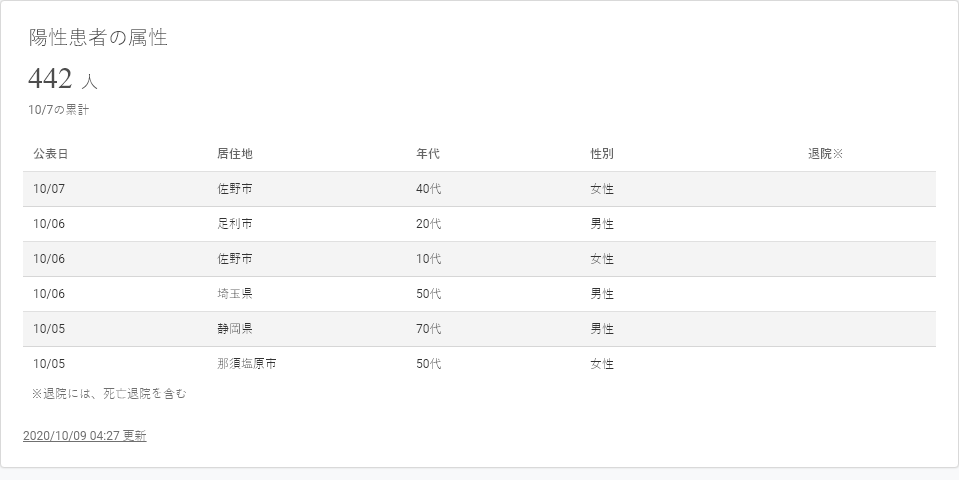 陽性患者の属性
442 人
10/7の累計
公表日 居住地 年代 性別 退院※
10/07 佐野市 40代 女性
10/06 足利市 20代 男性
10/06 佐野市 10代 女性
10/06 埼玉県 50代 男性
10/05 静岡県 70代 男性
10/05 那須塩原市 50代 女性
※退院には、死亡退院を含む
2020/10/09 04:27 更新